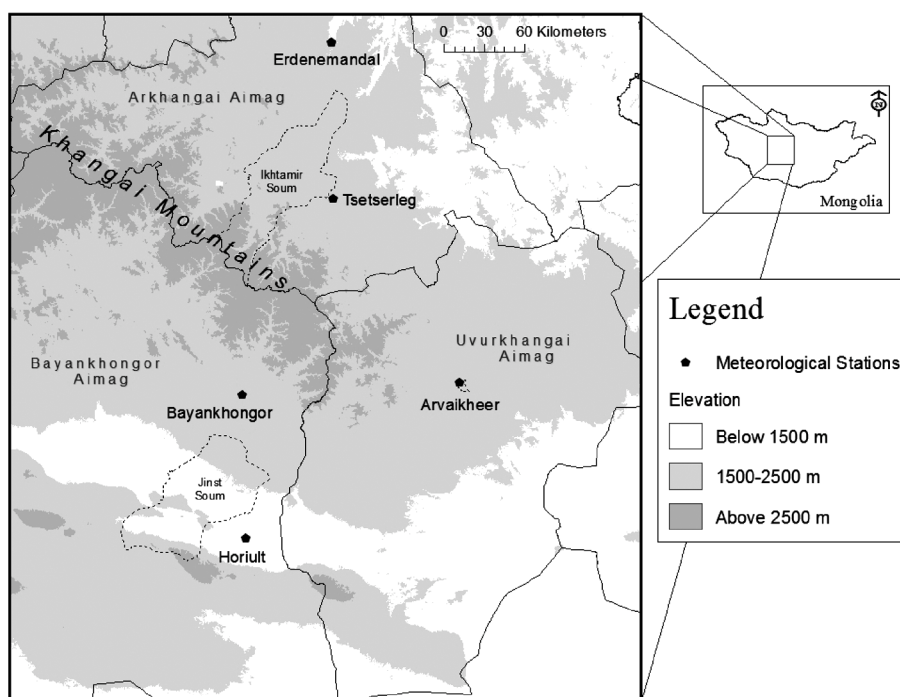 0 30 60 Kilometers
Erdenemandal
Arkhangai Aimag
Khangai Mountains
Ikhtamir
Soum
Tsetserleg
Uvurkhangai
Aimag
Bayankhongor
Aimag
Arvaikheer
Bayankhongor
Jinst
Soum
Horiult
N
Mongolia
Legend
Meteorological Stations
Elevation
Below 1500 m
1500-2500 m
Above 2500 m